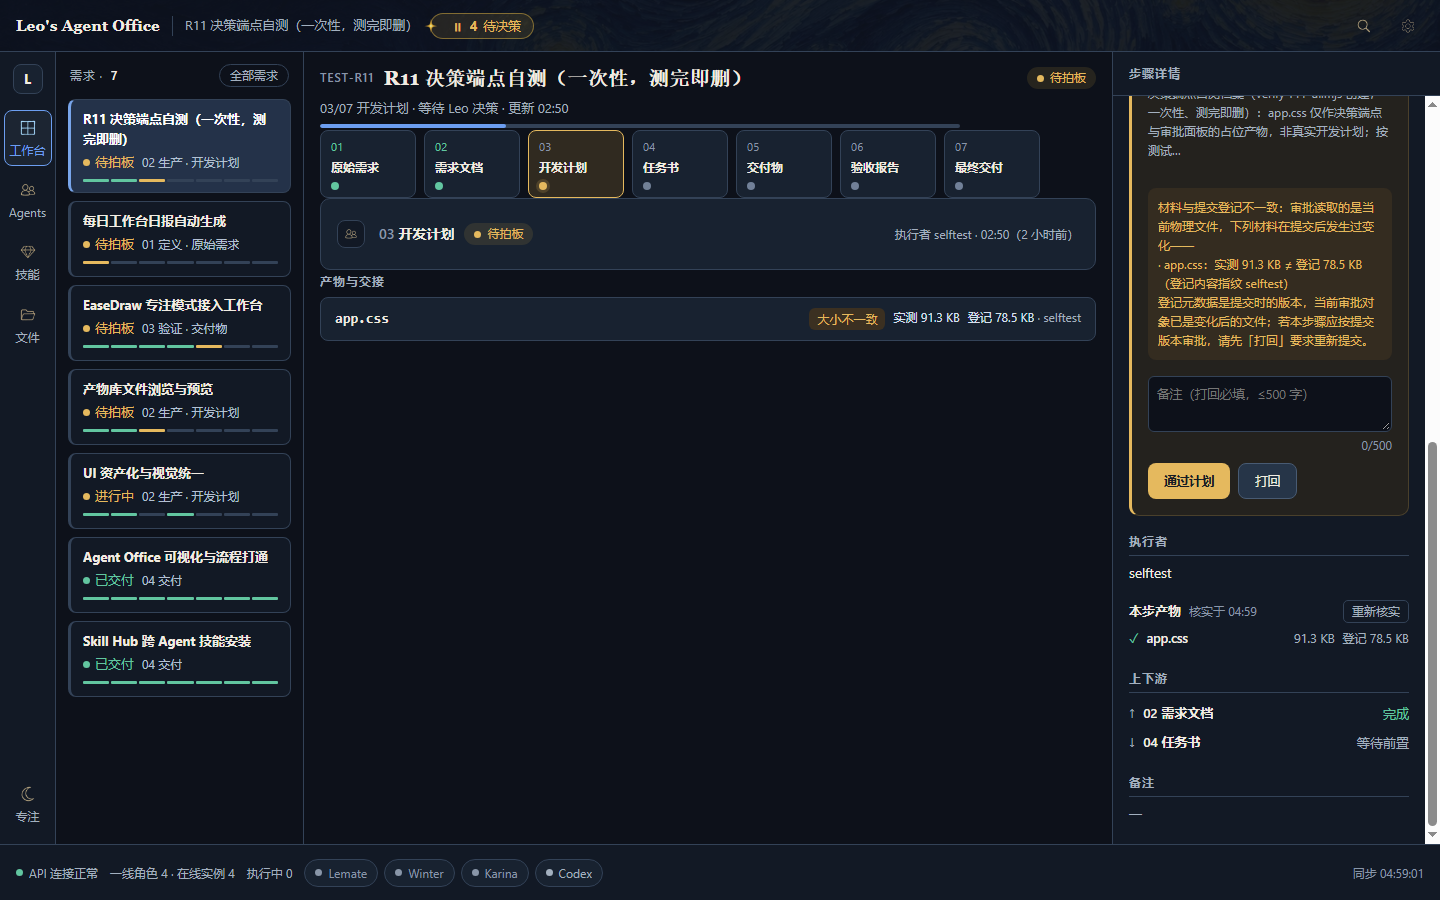 Leo's Agent Office
R11 决策端点自测（一次性，测完即删）
4 待决策
L
工作台
Agents
技能
文件
专注
需求 · 7
全部需求
R11 决策端点自测（一次性，测完即删）
待拍板 02 生产 · 开发计划
每日工作台日报自动生成
待拍板 01 定义 · 原始需求
EaseDraw 专注模式接入工作台
待拍板 03 验证 · 交付物
产物库文件浏览与预览
待拍板 02 生产 · 开发计划
UI 资产化与视觉统一
进行中 02 生产 · 开发计划
Agent Office 可视化与流程打通
已交付 04 交付
Skill Hub 跨 Agent 技能安装
已交付 04 交付
TEST-R11 R11 决策端点自测（一次性，测完即删）
待拍板
03/07 开发计划 · 等待 Leo 决策 · 更新 02:50
01
原始需求
02
需求文档
03
开发计划
04
任务书
05
交付物
06
验收报告
07
最终交付
03 开发计划 待拍板
执行者 selftest · 02:50（2 小时前）
产物与交接
app.css
大小不一致 实测 91.3 KB 登记 78.5 KB · selftest
步骤详情
一次性、测完即删）：app.css 仅作决策端点
与审批面板的占位产物，非真实开发计划；按
测试...
材料与提交登记不一致：审批读取的是当
前物理文件，下列材料在提交后发生过变
化——
· app.css：实测 91.3 KB ≠ 登记 78.5 KB
（登记内容指纹 selftest）
登记元数据是提交时的版本，当前审批对
象已是变化后的文件；若本步骤应按提交
版本审批，请先「打回」要求重新提交。
备注（打回必填，≤500 字）
0/500
通过计划
打回
执行者
selftest
本步产物 核实于 04:59
重新核实
✓ app.css 91.3 KB 登记 78.5 KB
上下游
↑ 02 需求文档 完成
↓ 04 任务书 等待前置
备注
—
API 连接正常 一线角色 4 · 在线实例 4 执行中 0
Lemate
Winter
Karina
Codex
同步 04:59:01